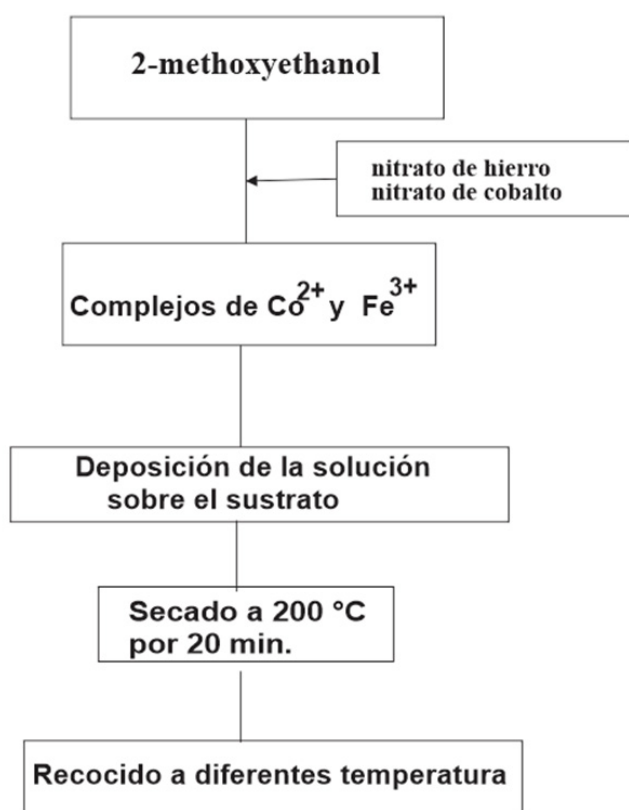 2-methoxyethanol
nitrato de hierro
nitrato de cobalto
Complejos de Co2+ y Fe3+
Deposición de la solución
sobre el sustrato
Secado a 200 °C
por 20 min.
Recocido a diferentes temperatura